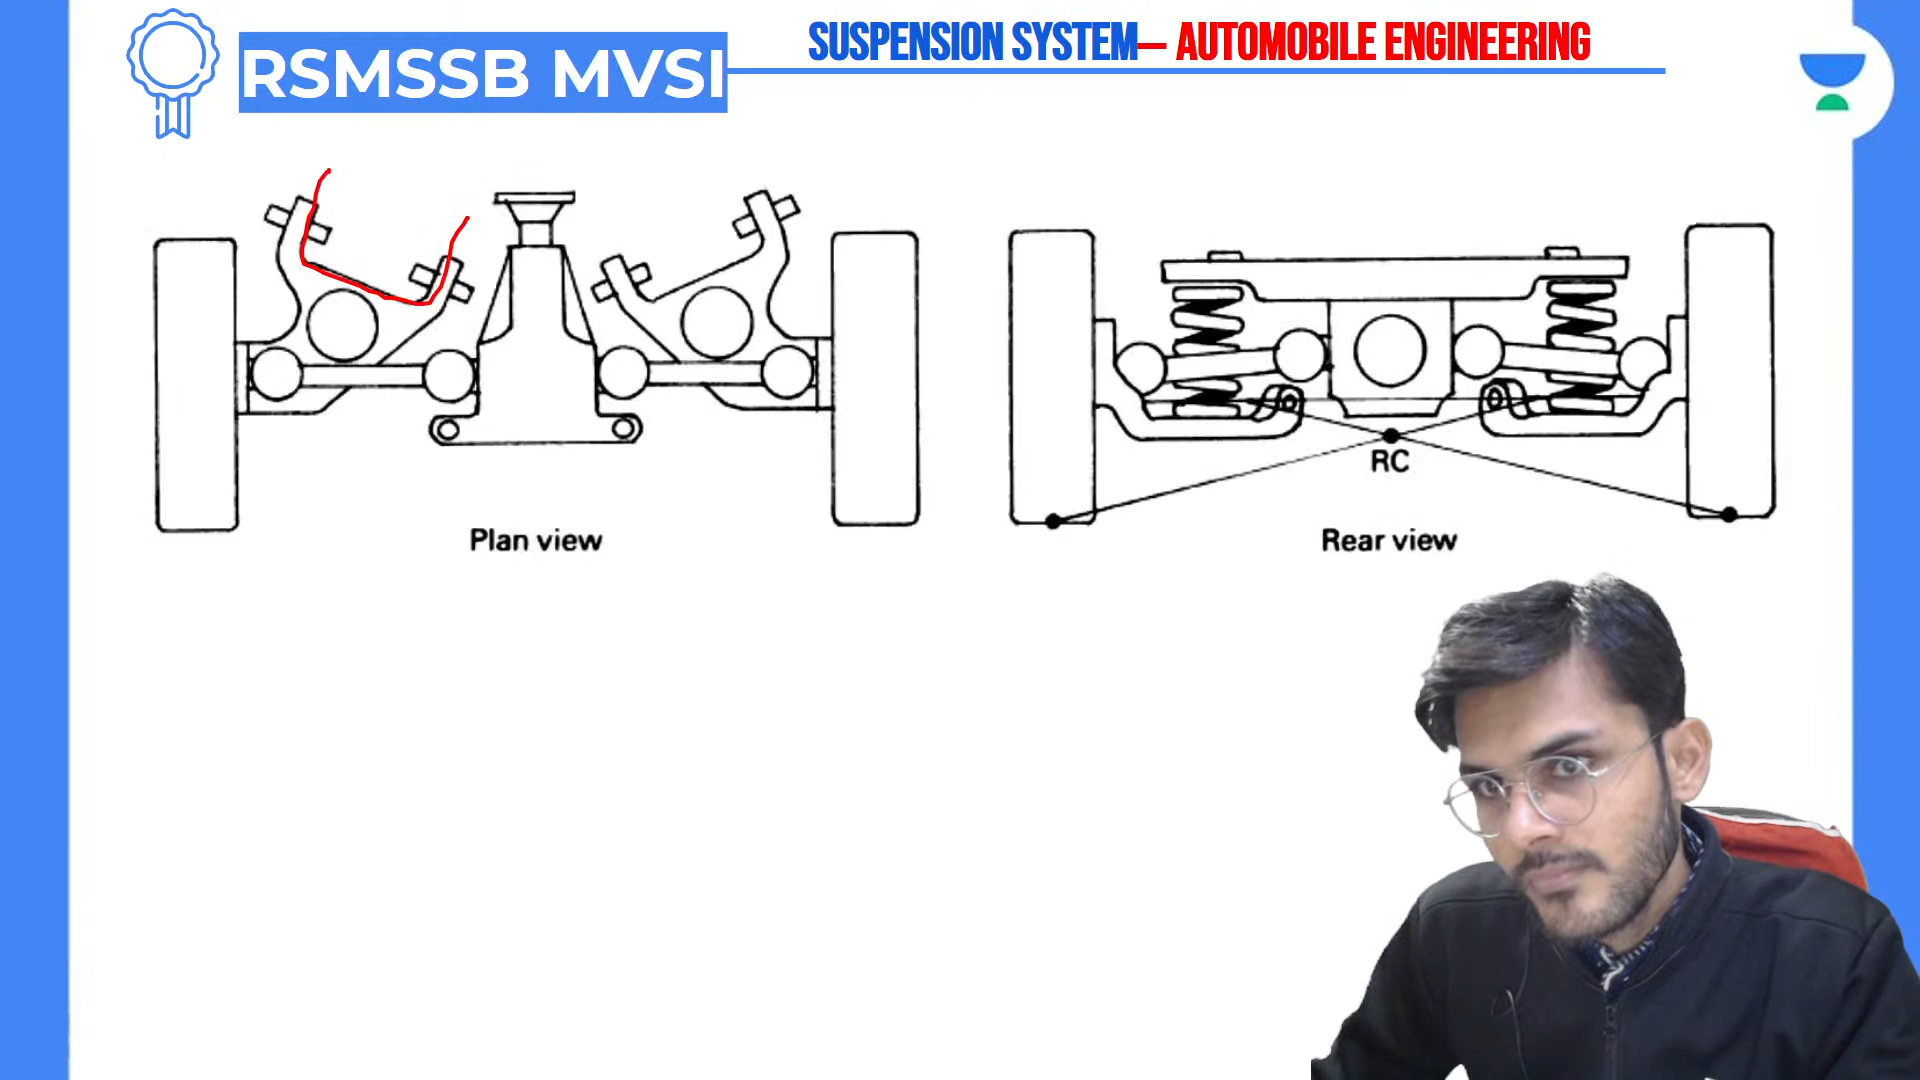 RSMSSB MVSI
SUSPENSION SYSTEM— AUTOMOBILE ENGINEERING
RC
Plan view
Rear view